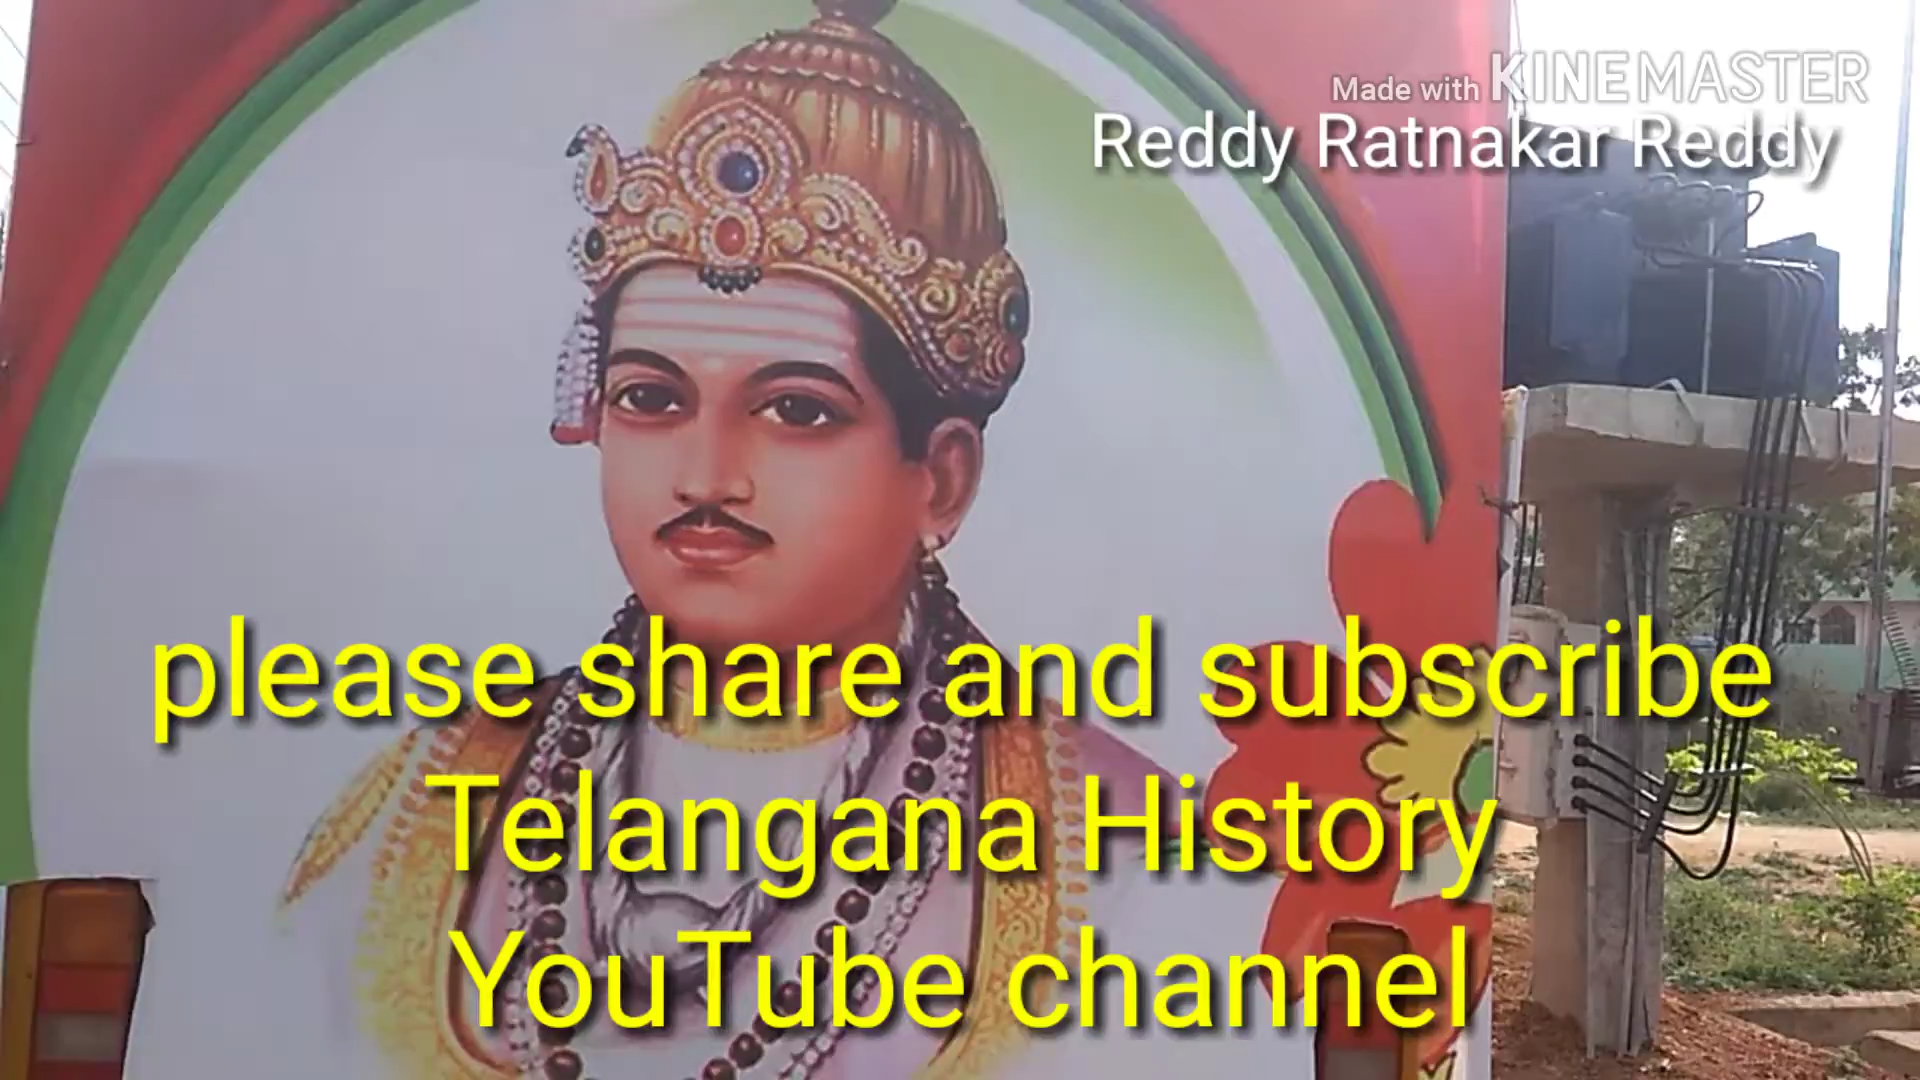 Made with KINEMASTER
Reddy Ratnakar Reddy
please share and subscribe
Telangana History
YouTube channel